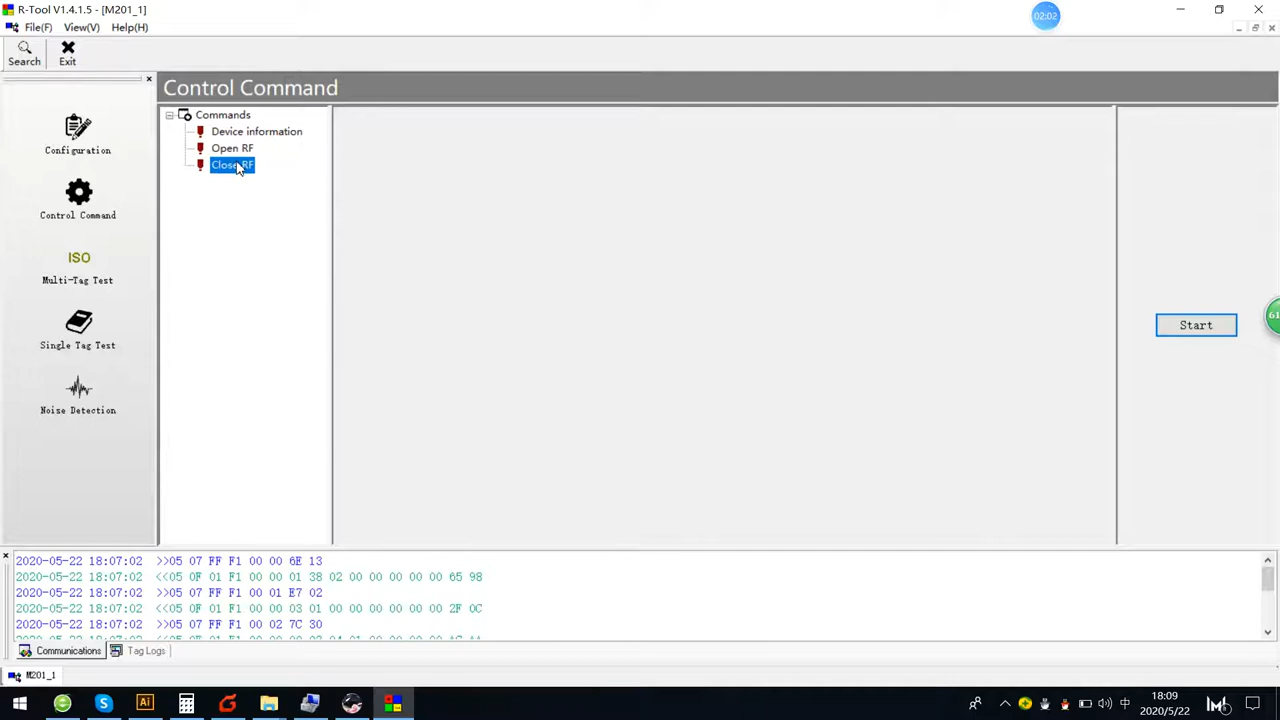 R-Tool V1.4.1.5 - [M201_1]
02:02
File(F) View(V) Help(H)
Search Exit
Control Command
Commands
Device information
Open RF
Close RF
Configuration
Control Command
ISO
Multi-Tag Test
Single Tag Test
Noise Detection
Start
61
2020-05-22 18:07:02 >>05 07 FF F1 00 00 6E 13
2020-05-22 18:07:02 <<05 0F 01 F1 00 00 01 38 02 00 00 00 00 00 65 98
2020-05-22 18:07:02 >>05 07 FF F1 00 01 E7 02
2020-05-22 18:07:02 <<05 0F 01 F1 00 00 03 01 00 00 00 00 00 00 2F 0C
2020-05-22 18:07:02 >>05 07 FF F1 00 02 7C 30
Communications Tag Logs
M201_1
Ai
中
18:09
2020/5/22